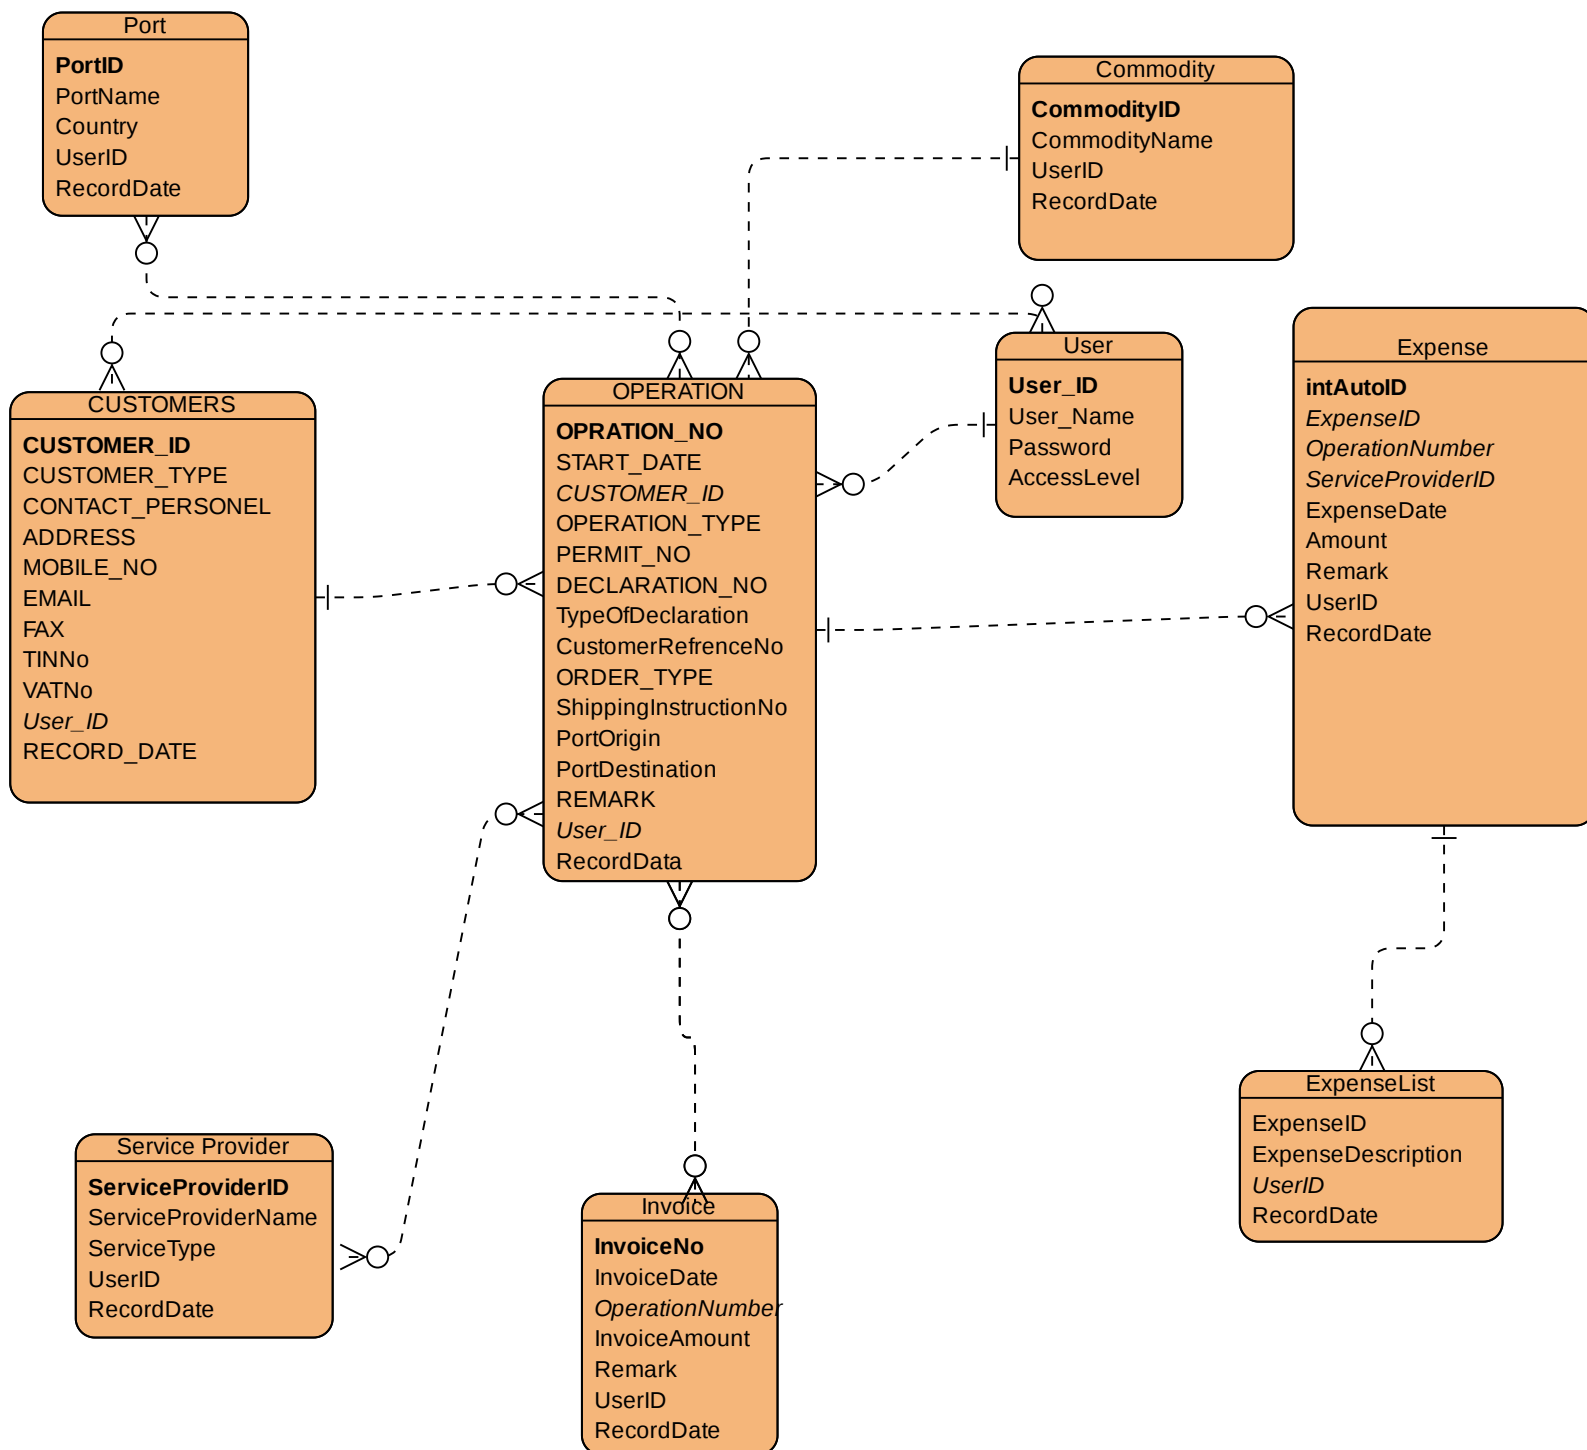 Port
PortID
PortName
Country
UserID
RecordDate
Commodity
CommodityID
CommodityName
UserID
RecordDate
User
User_ID
User_Name
Password
AccessLevel
Expense
intAutoID
ExpenseID
OperationNumber
ServiceProviderID
ExpenseDate
Amount
Remark
UserID
RecordDate
CUSTOMERS
CUSTOMER_ID
CUSTOMER_TYPE
CONTACT_PERSONEL
ADDRESS
MOBILE_NO
EMAIL
FAX
TINNo
VATNo
User_ID
RECORD_DATE
OPERATION
OPRATION_NO
START_DATE
CUSTOMER_ID
OPERATION_TYPE
PERMIT_NO
DECLARATION_NO
TypeOfDeclaration
CustomerRefrenceNo
ORDER_TYPE
ShippingInstructionNo
PortOrigin
PortDestination
REMARK
User_ID
RecordData
Service Provider
ServiceProviderID
ServiceProviderName
ServiceType
UserID
RecordDate
Invoice
InvoiceNo
InvoiceDate
OperationNumber
InvoiceAmount
Remark
UserID
RecordDate
ExpenseList
ExpenseID
ExpenseDescription
UserID
RecordDate